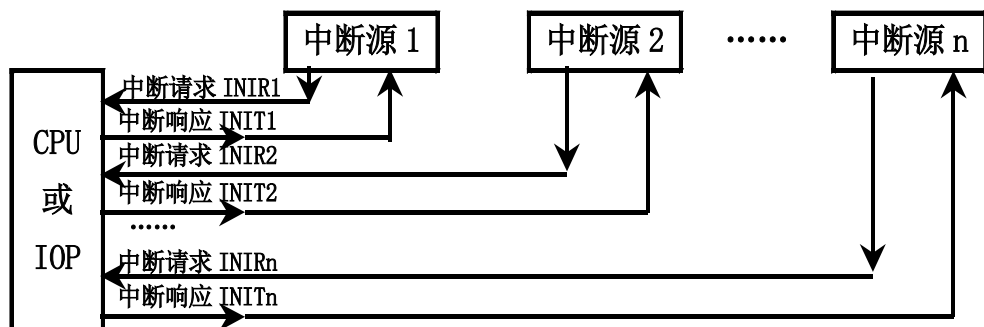 中断源 1
中断源 2
……
中断源 n
CPU
或
IOP
中断请求 INIR1
中断响应 INIT1
中断请求 INIR2
中断响应 INIT2
……
中断请求 INIRn
中断响应 INITn